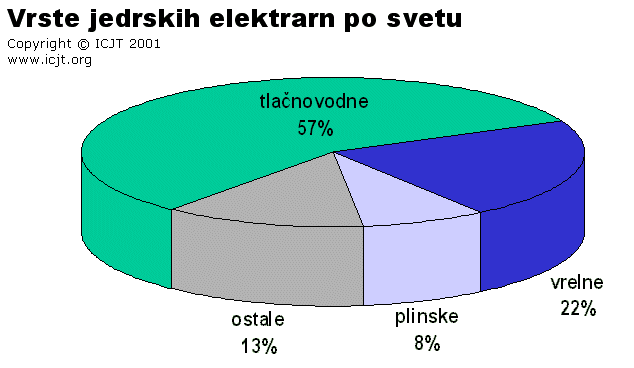 Vrste jedrskih elektrarn po svetu
Copyright © ICJT 2001
www.icjt.org
tlačnovodne
57%
vrelne
22%
plinske
8%
ostale
13%